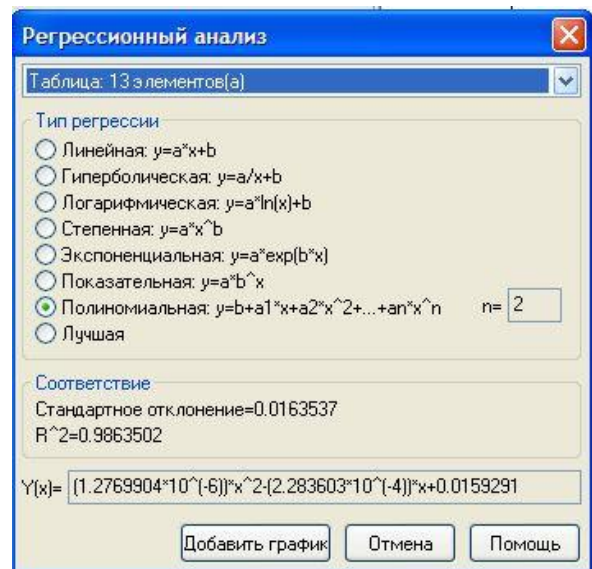 Регрессионный анализ
Таблица: 13 элементов(а)
Тип регрессии
Линейная: y=a*x+b
Гиперболическая: y=a/x+b
Логарифмическая: y=a*ln(x)+b
Степенная: y=a*x^b
Экспоненциальная: y=a*exp(b*x)
Показательная: y=a*b^x
Полиномиальная: y=b+a1*x+a2*x^2+...+an*x^n n= 2
Лучшая
Соответствие
Стандартное отклонение=0.0163537
R^2=0.9863502
Y(x)= (1.2769904*10^(-6))*x^2-(2.283603*10^(-4))*x+0.0159291
Добавить график Отмена Помощь